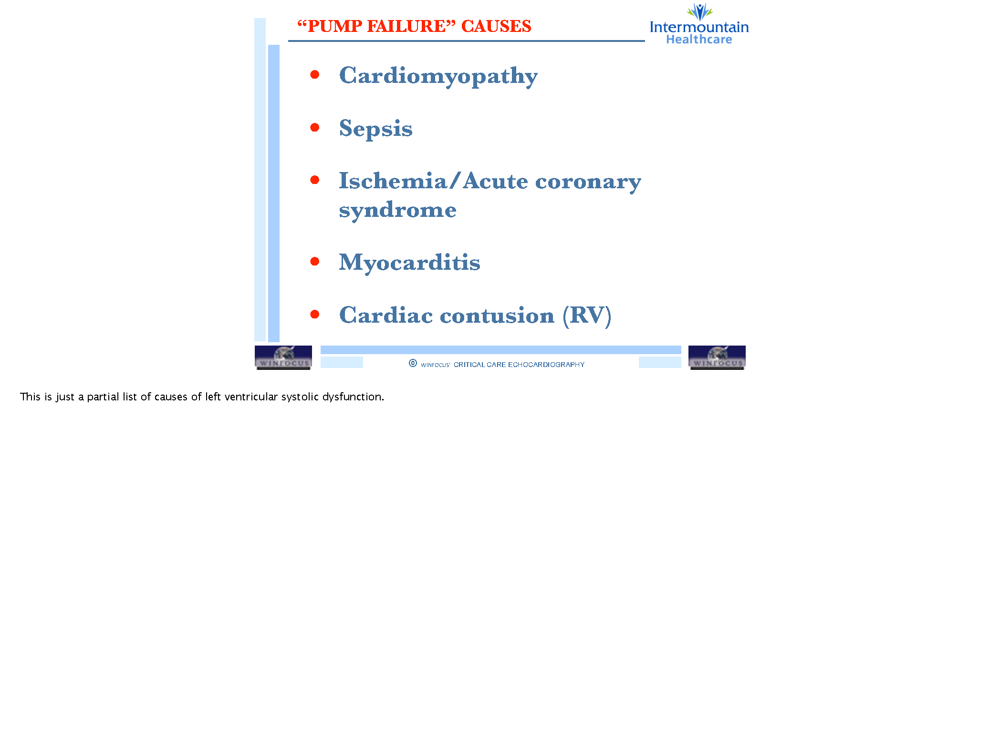 “PUMP FAILURE” CAUSES
Intermountain
Healthcare
• Cardiomyopathy
• Sepsis
• Ischemia/Acute coronary
syndrome
• Myocarditis
• Cardiac contusion (RV)
WINFOCUS
© WINFOCUS' CRITICAL CARE ECHOCARDIOGRAPHY
WINFOCUS
This is just a partial list of causes of left ventricular systolic dysfunction.